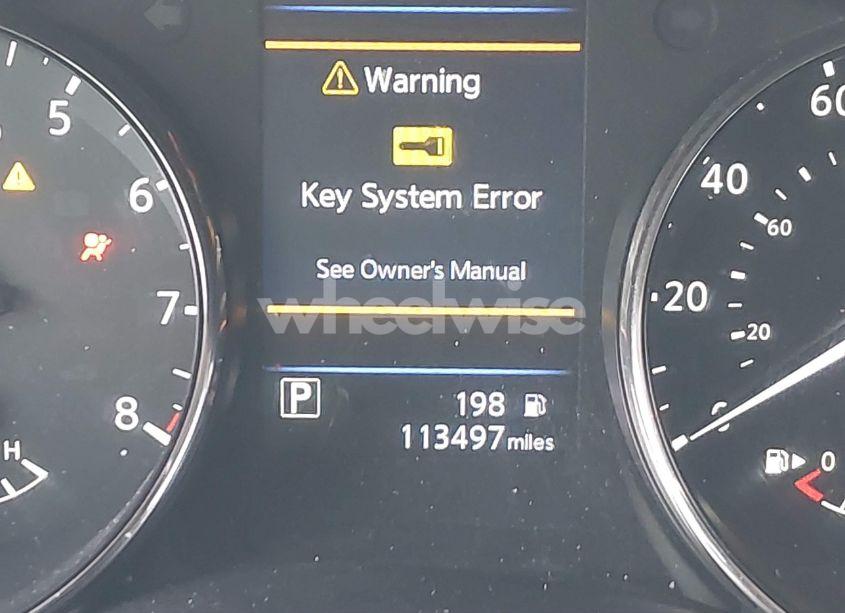 Warning
Key System Error
See Owner's Manual
wheelwise
P
198
113497 miles
5
6
7
8
H
60
40
60
20
20
0